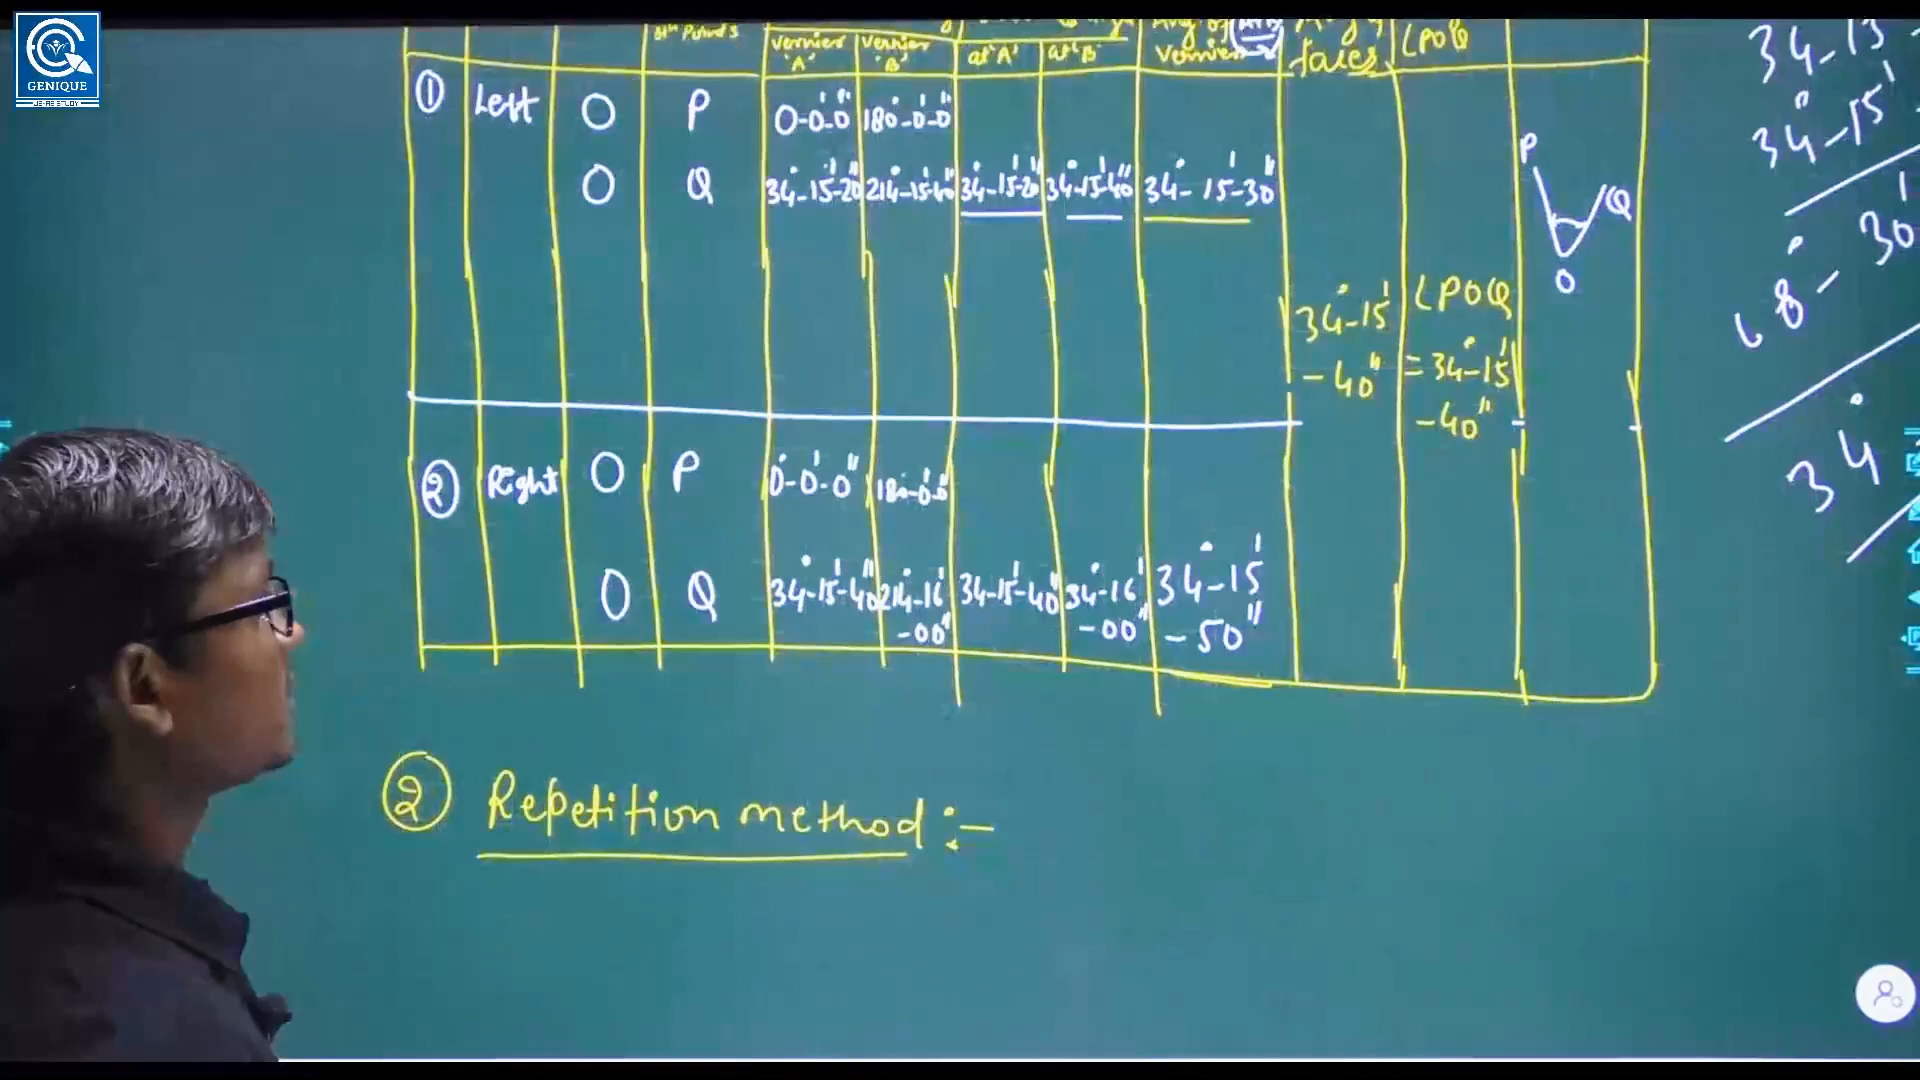 GENIQUE
Vernier 'A' Vernier 'B' at 'A' at 'B' Vernier faces ∠POQ
① Left O P 0-0'-0" 180°-0'-0"
O Q 34°-15'-20" 214°-15'-40" 34°-15'-20" 34°-15'-40" 34°-15'-30"
34°-15' -40"
∠POQ = 34°-15' -40"
P Q O
② Right O P 0°-0'-0" 180-0'-0"
O Q 34°-15'-40" 214°-16' -00" 34-15'-40" 34°-16' -00" 34°-15' -50"
34-15
34°-15'
68°-30'
34°
② Repetition method :-